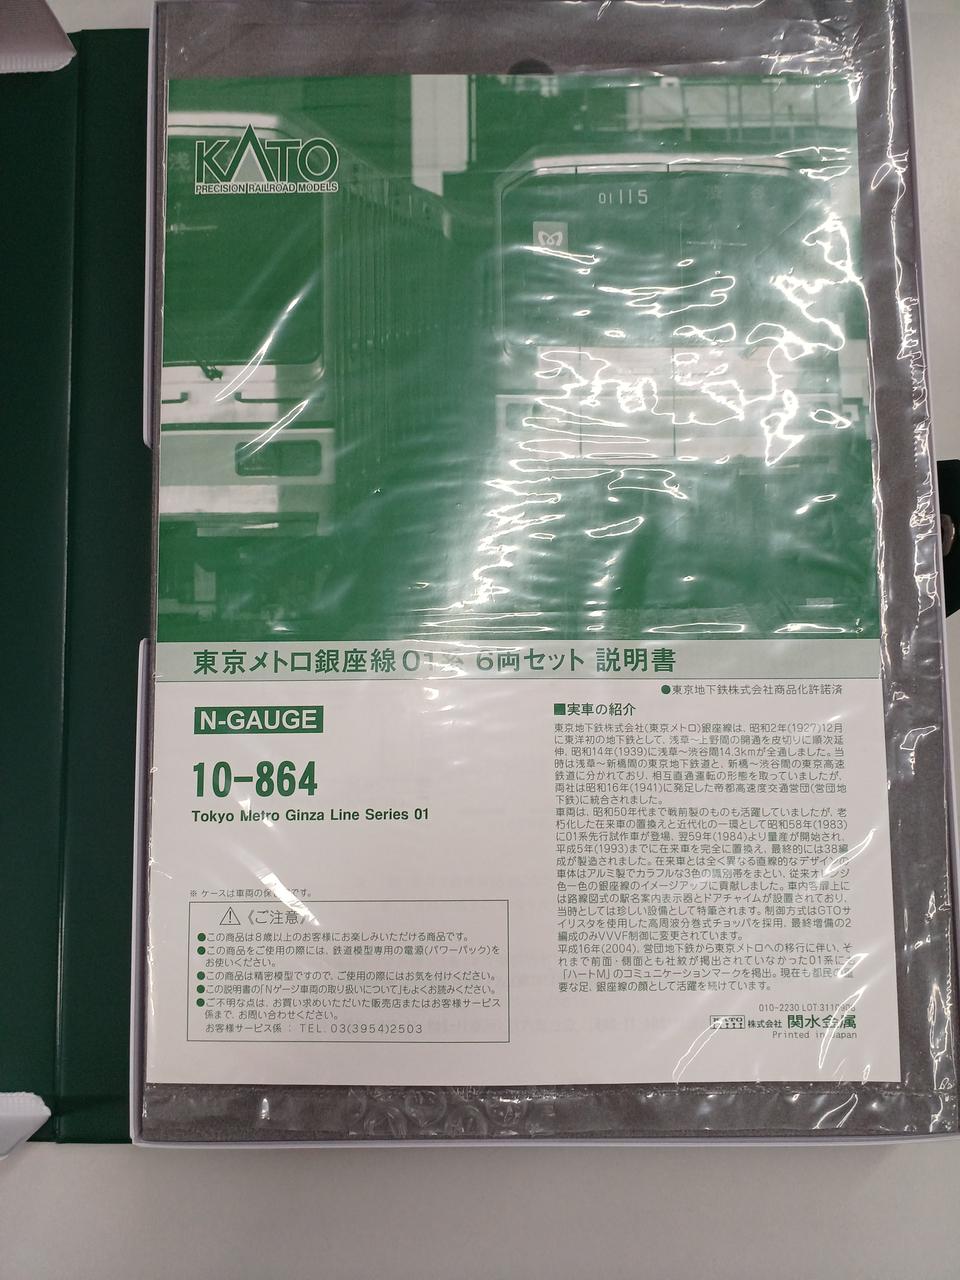 KATO
PRECISION RAILROAD MODELS
01115
東京メトロ銀座線01系 6両セット 説明書
●東京地下鉄株式会社商品化許諾済
N-GAUGE
10-864
Tokyo Metro Ginza Line Series 01
※ ケースは車両の保 です。
《ご注意》
●この商品は8歳以上のお客様にお楽しみいただける商品です。
●この商品をご使用の際には、鉄道模型専用の電源(パワーパック)を
お使いください。
●この商品は精密模型ですので、ご使用の際にはお気を付けください。
●この説明書の「Nゲージ車両の取り扱いについて」もよくお読みください。
●ご不明な点は、お買い求めいただいた販売店またはお客様サービス
係まで、お問い合わせください。
お客様サービス係 : TEL. 03(3954)2503
■実車の紹介
東京地下鉄株式会社(東京メトロ)銀座線は、昭和2年(1927)12月
に東洋初の地下鉄として、浅草～上野間の開通を皮切りに順次延
伸、昭和14年(1939)に浅草～渋谷間14.3kmが全通しました。当
時は浅草～新橋間の東京地下鉄道と、新橋～渋谷間の東京高速
鉄道に分かれており、相互直通運転の形態を取っていましたが、
両社は昭和16年(1941)に発足した帝都高速度交通営団(営団地
下鉄)に統合されました。
車両は、昭和50年代まで戦前製のものも活躍していましたが、老
朽化した在来車の置換えと近代化の一環として昭和58年(1983)
に01系先行試作車が登場、翌59年(1984)より量産が開始され、
平成5年(1993)までに在来車を完全に置換え、最終的には38編
成が製造されました。在来車とは全く異なる直線的なデザインの
車体はアルミ製でカラフルな3色の識別帯をまとい、従来オレンジ
色一色の銀座線のイメージアップに貢献しました。車内客扉上に
は路線図式の駅名案内表示器とドアチャイムが設置されており、
当時としては珍しい設備として特筆されます。制御方式はGTOサ
イリスタを使用した高周波分巻式チョッパを採用、最終増備の2
編成のみVVVF制御に変更されています。
平成16年(2004)、営団地下鉄から東京メトロへの移行に伴い、そ
れまで前面・側面とも社紋が掲出されていなかった01系にも
「ハートM」のコミュニケーションマークを掲出。現在も都民の重
要な足、銀座線の顔として活躍を続けています。
010-2230 LOT:311090
KATO 株式会社 関水金属
Printed in Japan